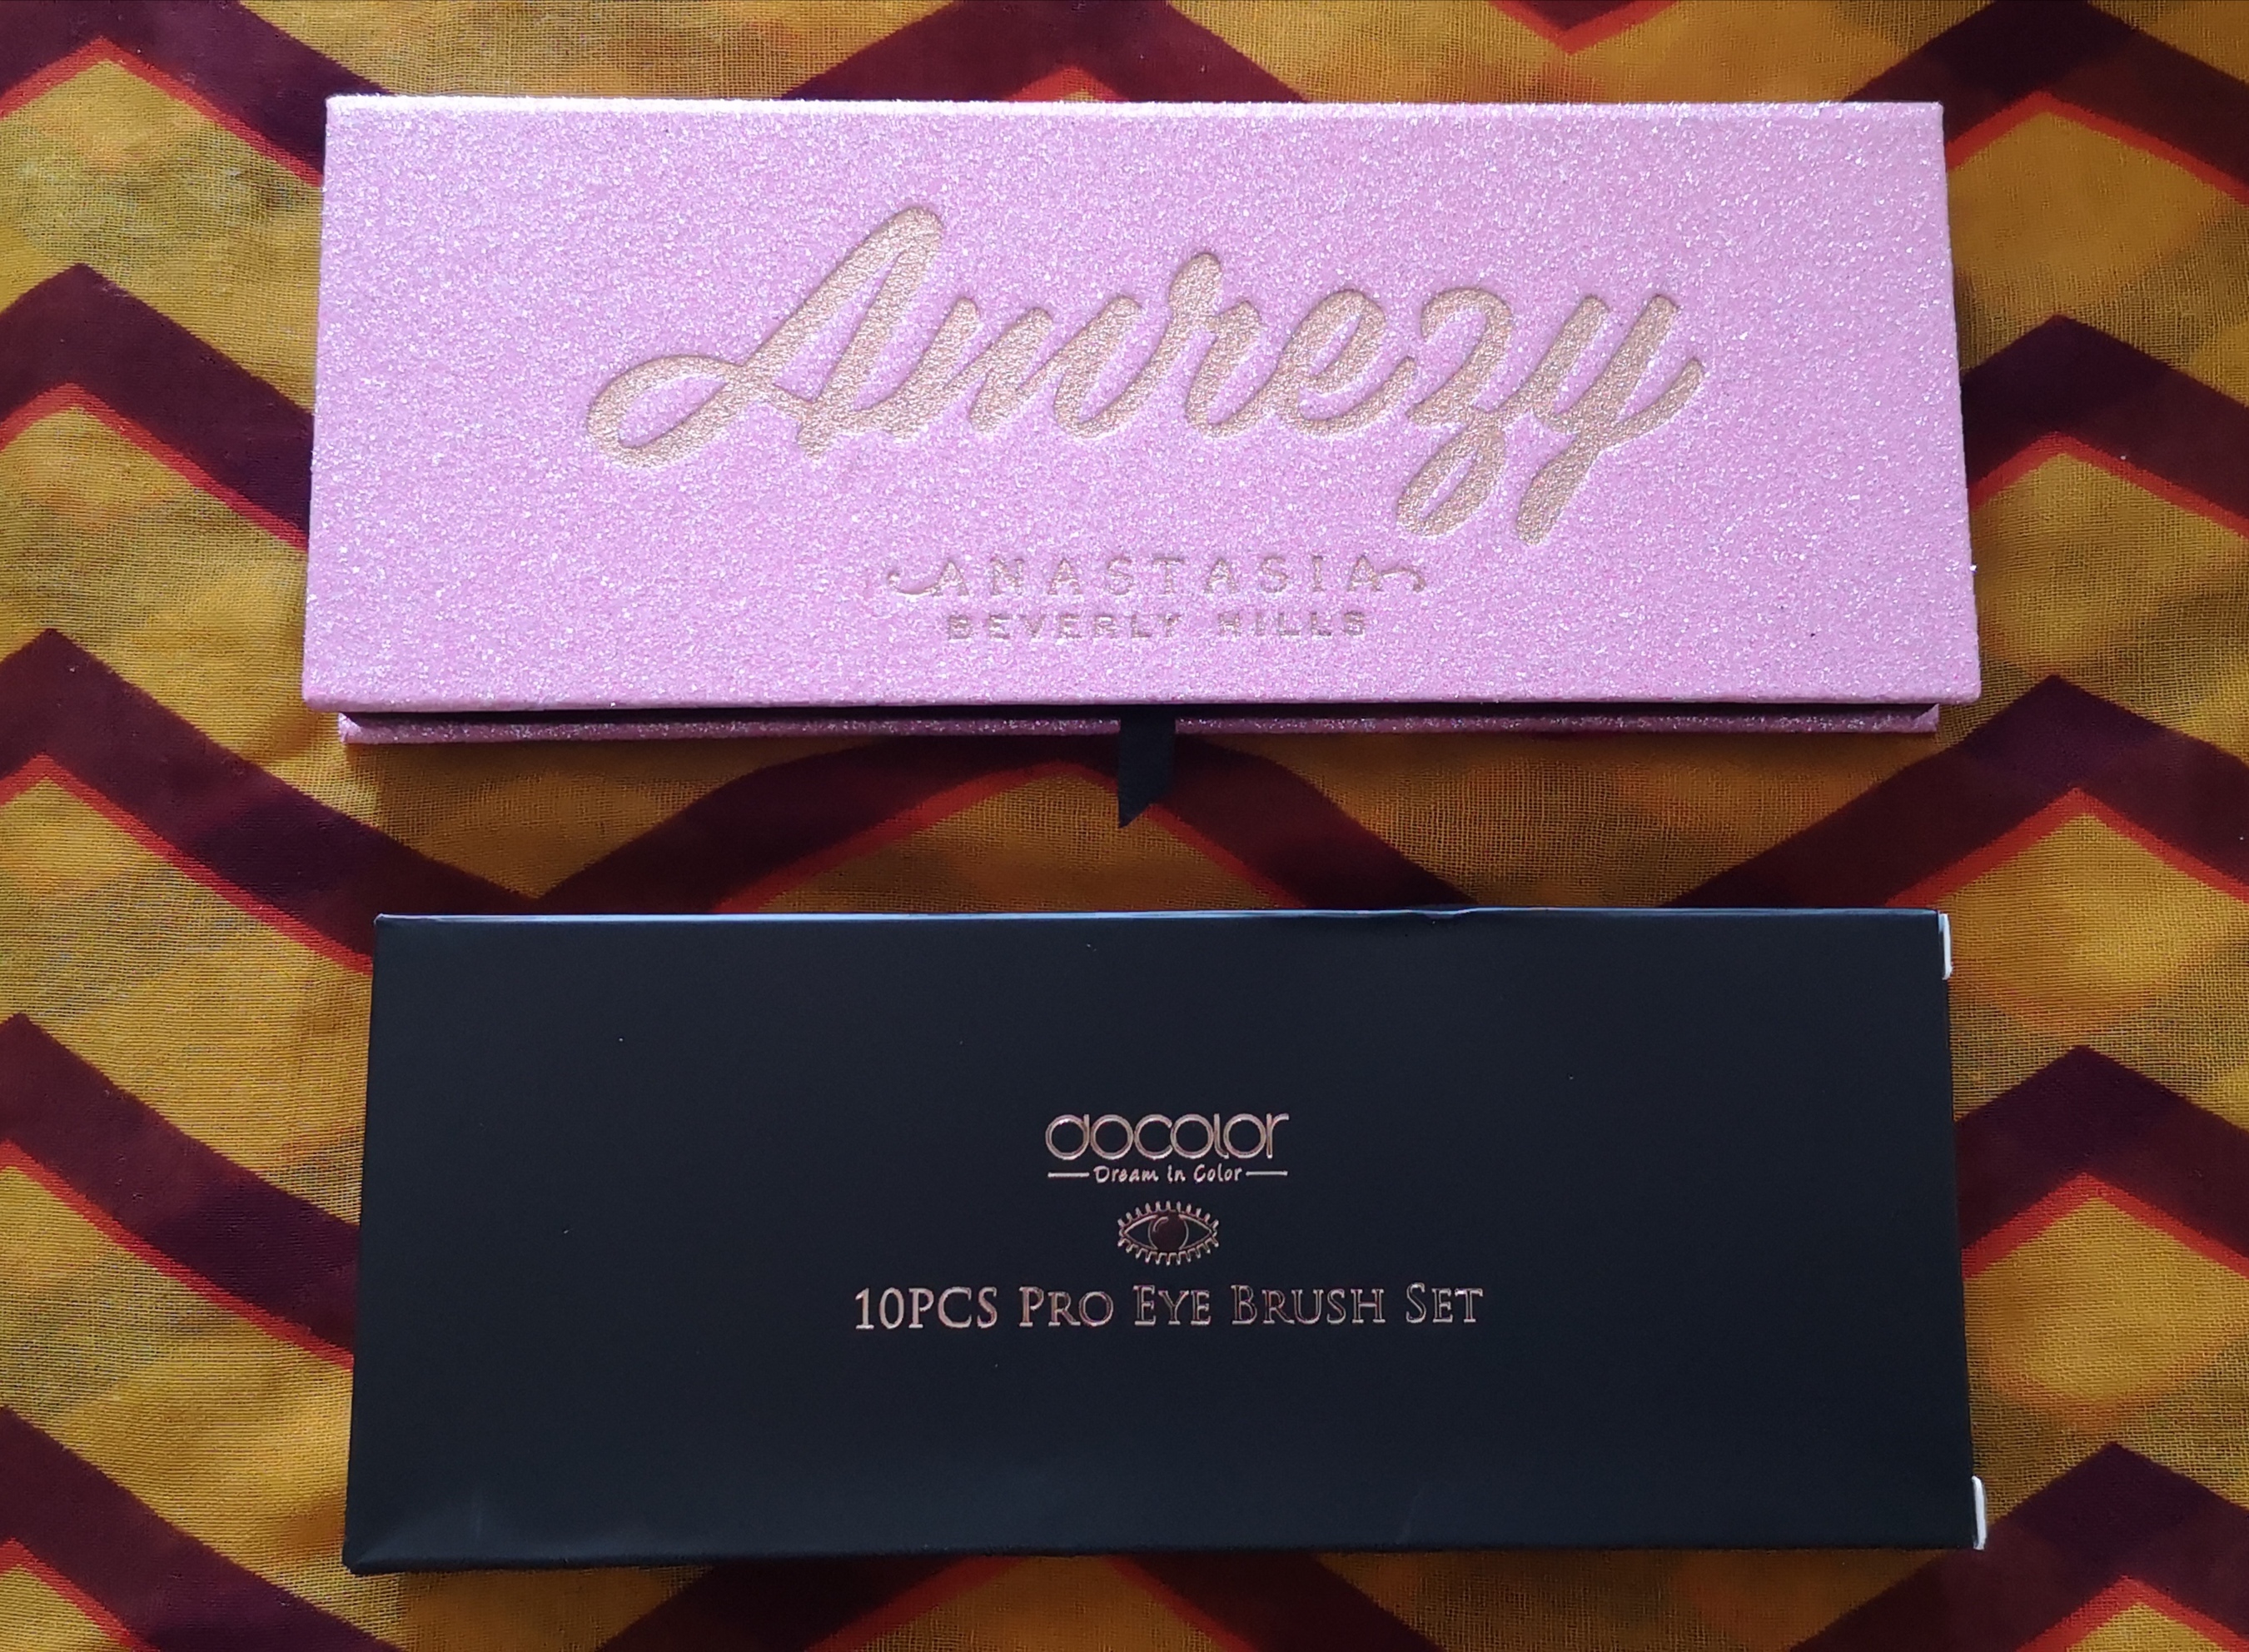 Amrezy
ANASTASIA
BEVERLY HILLS
docolor
Dream in Color
10PCS PRO EYE BRUSH SET